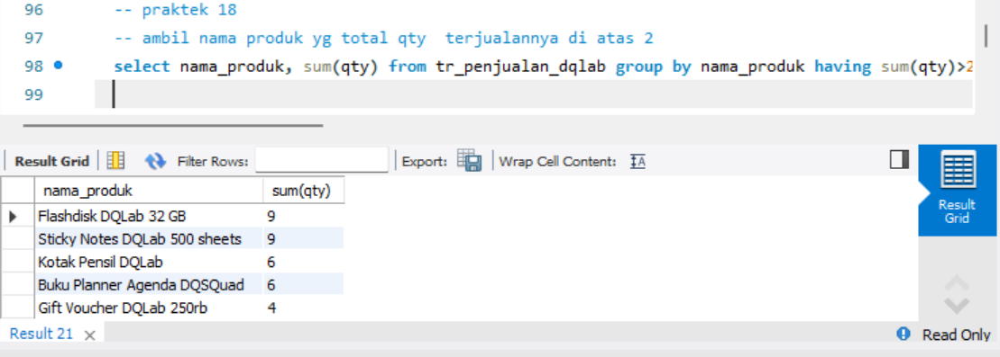 96 -- praktek 18
97 -- ambil nama produk yg total qty  terjualannya di atas 2
98 select nama_produk, sum(qty) from tr_penjualan_dqlab group by nama_produk having sum(qty)>2
99
Result Grid Filter Rows: Export: Wrap Cell Content:
nama_produk sum(qty)
Flashdisk DQLab 32 GB 9
Sticky Notes DQLab 500 sheets 9
Kotak Pensil DQLab 6
Buku Planner Agenda DQSQuad 6
Gift Voucher DQLab 250rb 4
Result
Grid
Result 21 Read Only